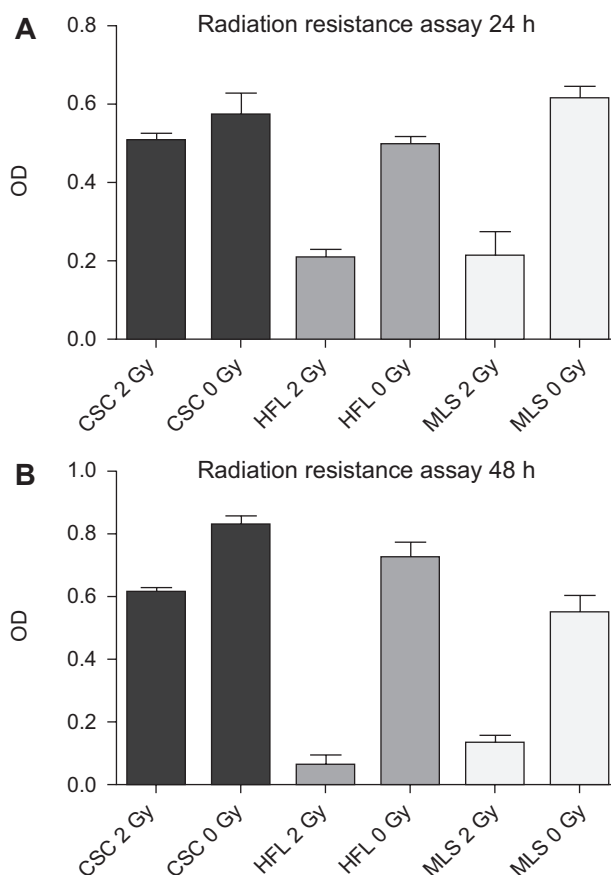 A
Radiation resistance assay 24 h
0.8
0.6
0.4
0.2
0.0
OD
CSC 2 Gy
CSC 0 Gy
HFL 2 Gy
HFL 0 Gy
MLS 2 Gy
MLS 0 Gy
B
Radiation resistance assay 48 h
1.0
0.8
0.6
0.4
0.2
0.0
OD
CSC 2 Gy
CSC 0 Gy
HFL 2 Gy
HFL 0 Gy
MLS 2 Gy
MLS 0 Gy